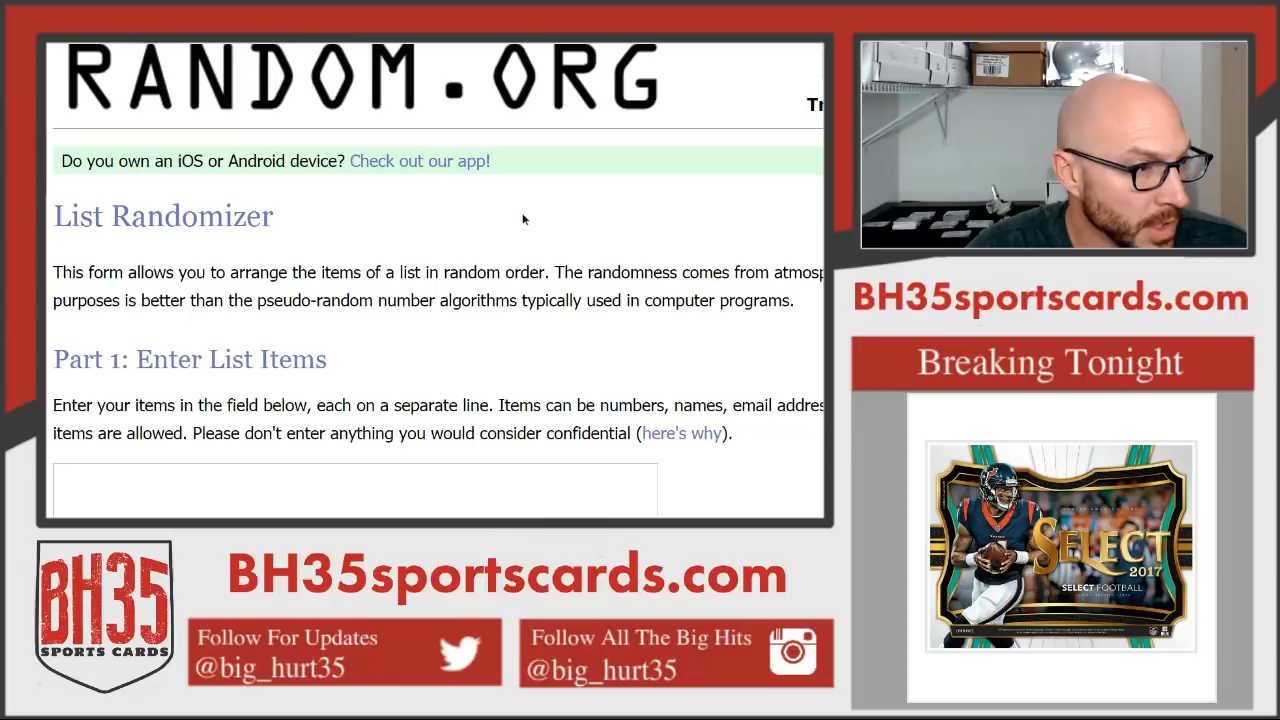 RANDOM.ORG
Tr
Do you own an iOS or Android device? Check out our app!
List Randomizer
This form allows you to arrange the items of a list in random order. The randomness comes from atmosp
purposes is better than the pseudo-random number algorithms typically used in computer programs.
Part 1: Enter List Items
Enter your items in the field below, each on a separate line. Items can be numbers, names, email addre
items are allowed. Please don't enter anything you would consider confidential (here's why).
BH35sportscards.com
Breaking Tonight
SELECT
2017
SELECT FOOTBALL
BH35
SPORTS CARDS
BH35sportscards.com
Follow For Updates
@big_hurt35
Follow All The Big Hits
@big_hurt35